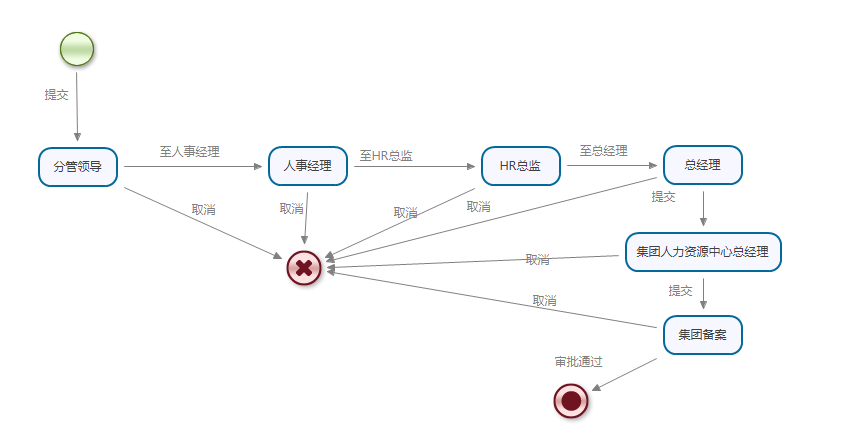 提交
分管领导
至人事经理
人事经理
至HR总监
HR总监
至总经理
总经理
取消
取消
取消
取消
提交
集团人力资源中心总经理
取消
提交
取消
集团备案
审批通过